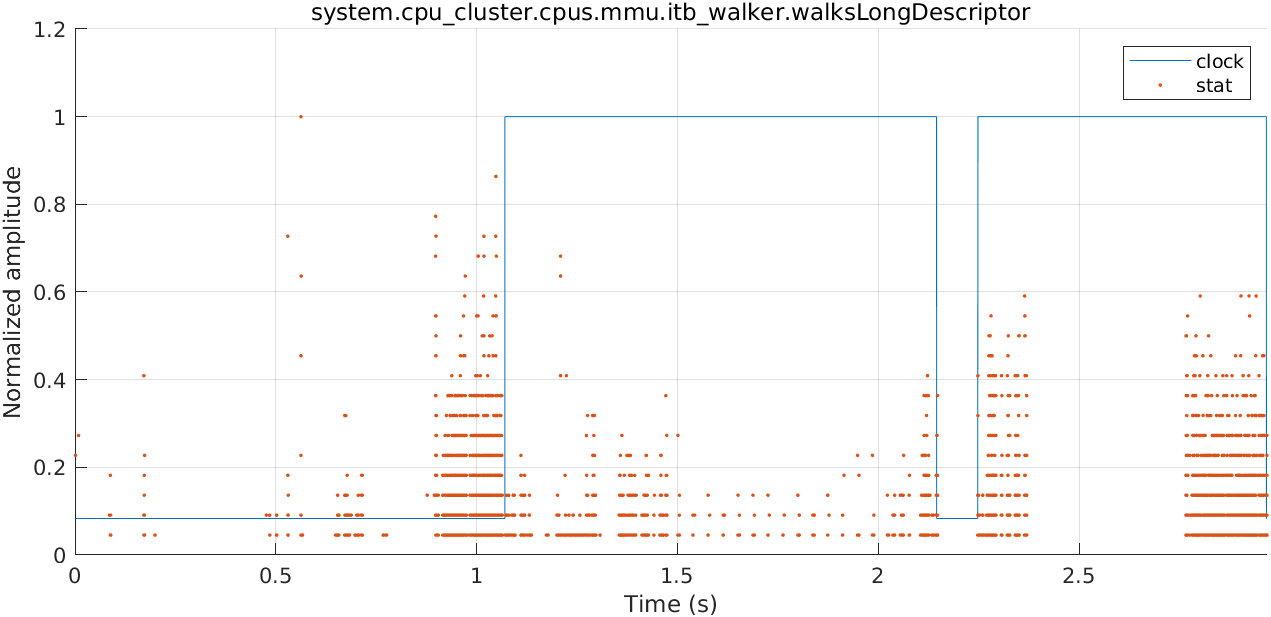 system.cpu_cluster.cpus.mmu.itb_walker.walksLongDescriptor
1.2
1
0.8
0.6
0.4
0.2
0
Normalized amplitude
clock
stat
0 0.5 1 1.5 2 2.5
Time (s)